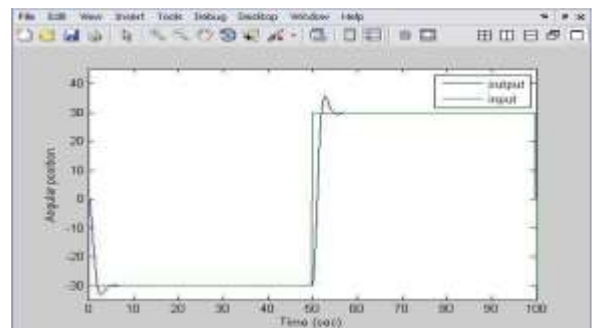 File Edit View Insert Tools Debug Desktop Window Help
output
input
Angular position
40
30
20
10
0
-10
-20
-30
0 10 20 30 40 50 60 70 80 90 100
Time (sec)